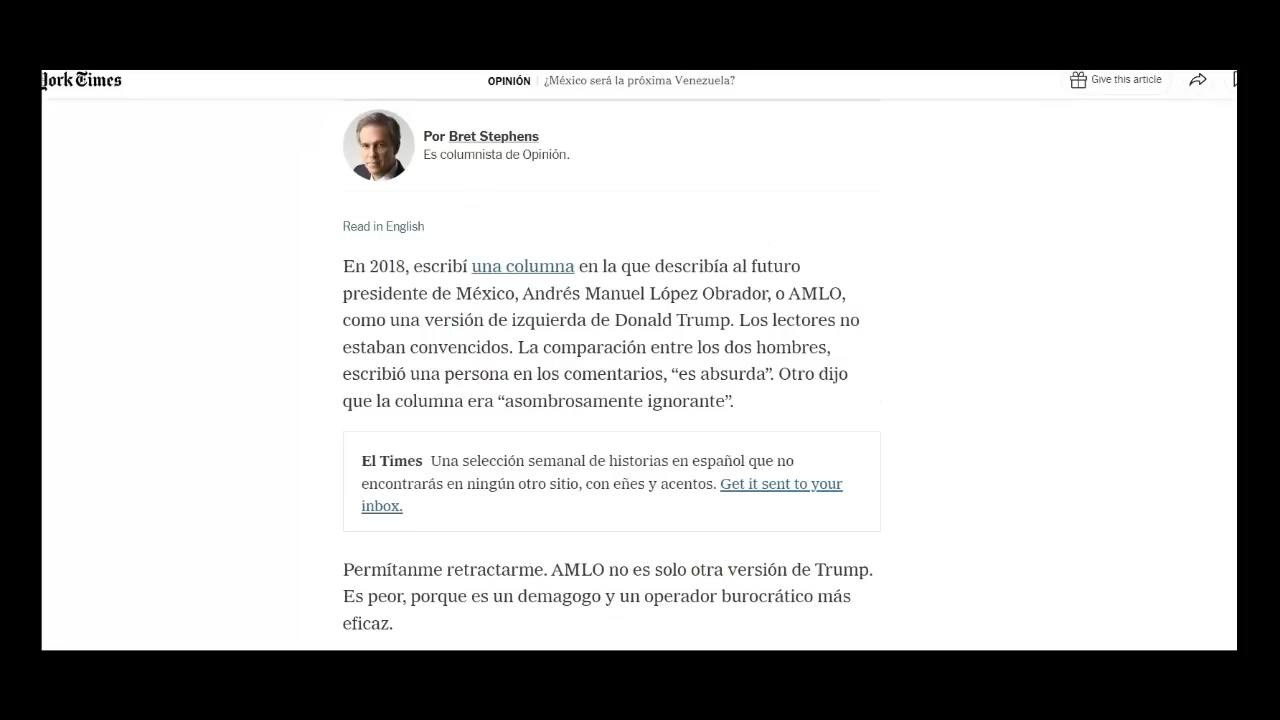 York Times
OPINIÓN | ¿México será la próxima Venezuela?
Give this article
Por Bret Stephens
Es columnista de Opinión.
Read in English
En 2018, escribí una columna en la que describía al futuro
presidente de México, Andrés Manuel López Obrador, o AMLO,
como una versión de izquierda de Donald Trump. Los lectores no
estaban convencidos. La comparación entre los dos hombres,
escribió una persona en los comentarios, “es absurda”. Otro dijo
que la columna era “asombrosamente ignorante”.
El Times Una selección semanal de historias en español que no
encontrarás en ningún otro sitio, con eñes y acentos. Get it sent to your
inbox.
Permítanme retractarme. AMLO no es solo otra versión de Trump.
Es peor, porque es un demagogo y un operador burocrático más
eficaz.